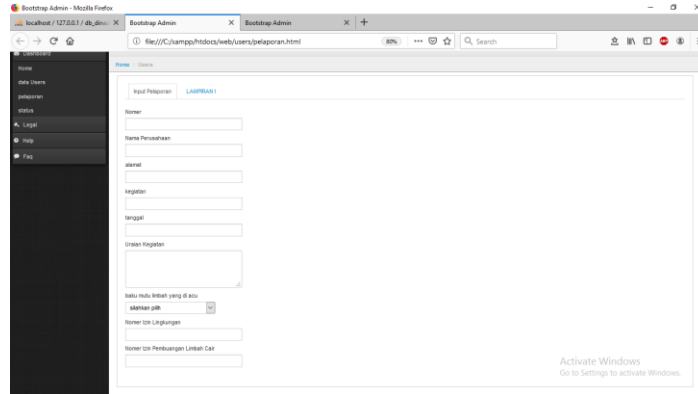 Bootstrap Admin - Mozilla Firefox
localhost / 127.0.0.1 / db_dina
Bootstrap Admin
Bootstrap Admin
file:///C:/xampp/htdocs/web/users/pelaporan.html
80%
Search
Dashboard
Home
data Users
pelaporan
status
Legal
Help
Faq
Home / Users
Input Pelaporan
LAMPIRAN I
Nomer
Nama Perusahaan
alamat
kegiatan
tanggal
Uraian Kegiatan
baku mutu limbah yang di acu
silahkan pilih
Nomer Izin Lingkungan
Nomer Izin Pembuangan Limbah Cair
Activate Windows
Go to Settings to activate Windows.